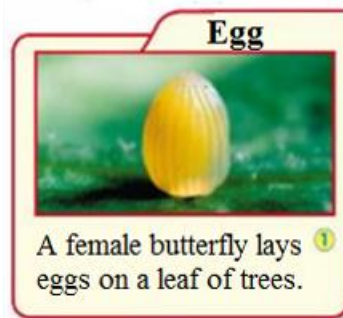 Egg
A female butterfly lays 1
eggs on a leaf of trees.